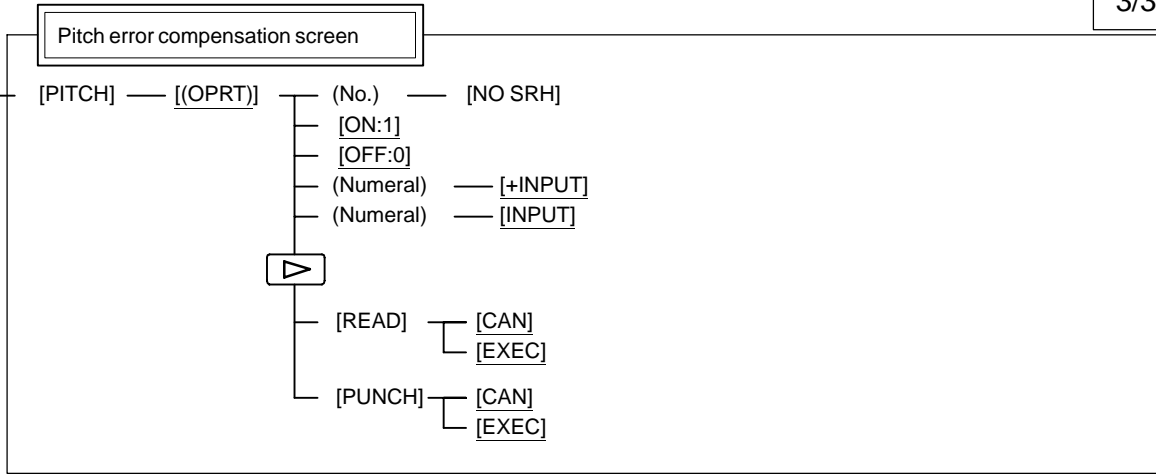 3/3
Pitch error compensation screen
[PITCH] [(OPRT)] (No.) [NO SRH]
[ON:1]
[OFF:0]
(Numeral) [+INPUT]
(Numeral) [INPUT]
[READ] [CAN]
[EXEC]
[PUNCH] [CAN]
[EXEC]